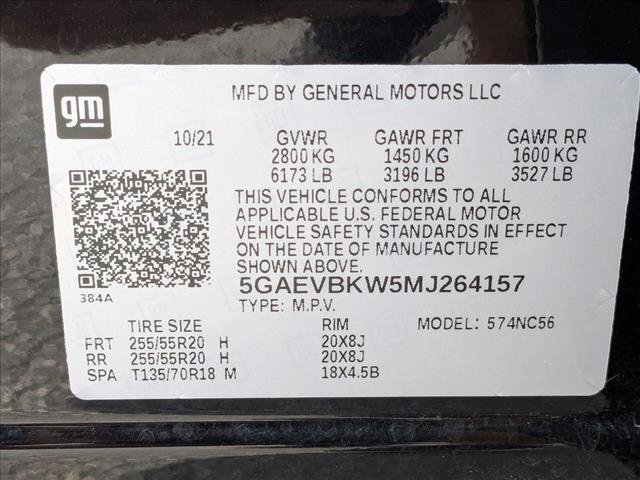 gm
MFD BY GENERAL MOTORS LLC
10/21 GVWR GAWR FRT GAWR RR
2800 KG 1450 KG 1600 KG
6173 LB 3196 LB 3527 LB
THIS VEHICLE CONFORMS TO ALL
APPLICABLE U.S. FEDERAL MOTOR
VEHICLE SAFETY STANDARDS IN EFFECT
ON THE DATE OF MANUFACTURE
SHOWN ABOVE.
384A
5GAEVBKW5MJ264157
TYPE: M.P.V.
TIRE SIZE RIM MODEL: 574NC56
FRT 255/55R20 H 20X8J
RR 255/55R20 H 20X8J
SPA T135/70R18 M 18X4.5B